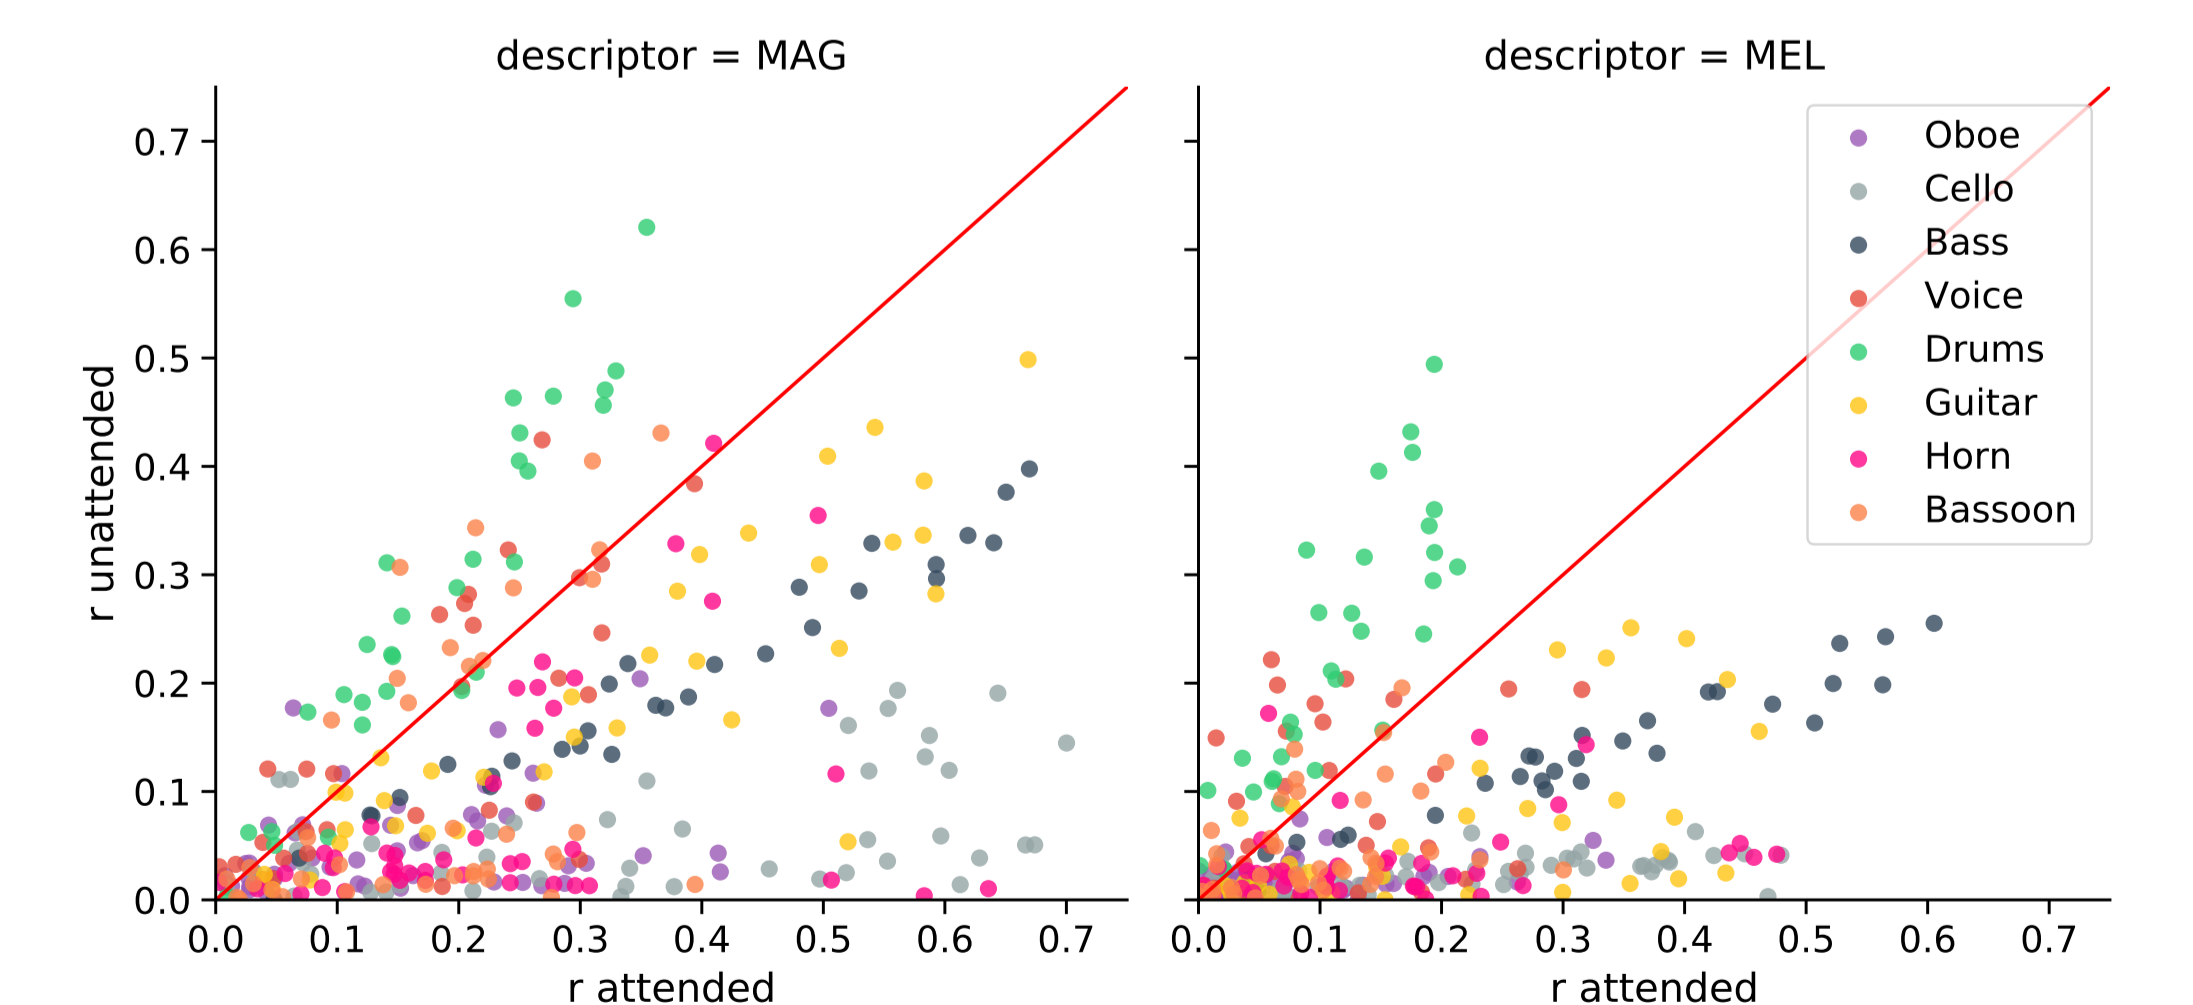 descriptor = MAG
descriptor = MEL
r unattended
0.7
0.6
0.5
0.4
0.3
0.2
0.1
0.0
0.0 0.1 0.2 0.3 0.4 0.5 0.6 0.7
r attended
Oboe
Cello
Bass
Voice
Drums
Guitar
Horn
Bassoon
0.0 0.1 0.2 0.3 0.4 0.5 0.6 0.7
r attended